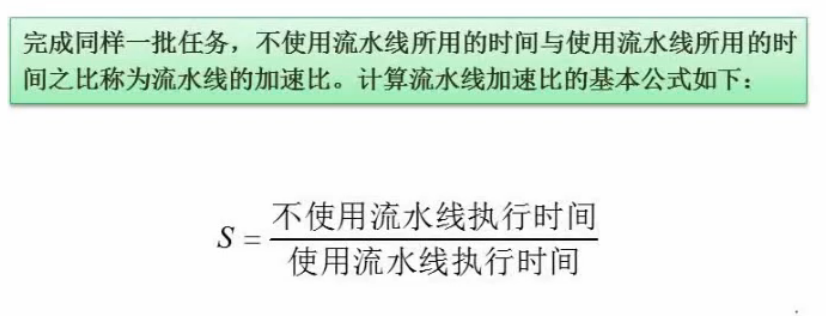 完成同样一批任务，不使用流水线所用的时间与使用流水线所用的时
间之比称为流水线的加速比。计算流水线加速比的基本公式如下：
S = 不使用流水线执行时间
使用流水线执行时间